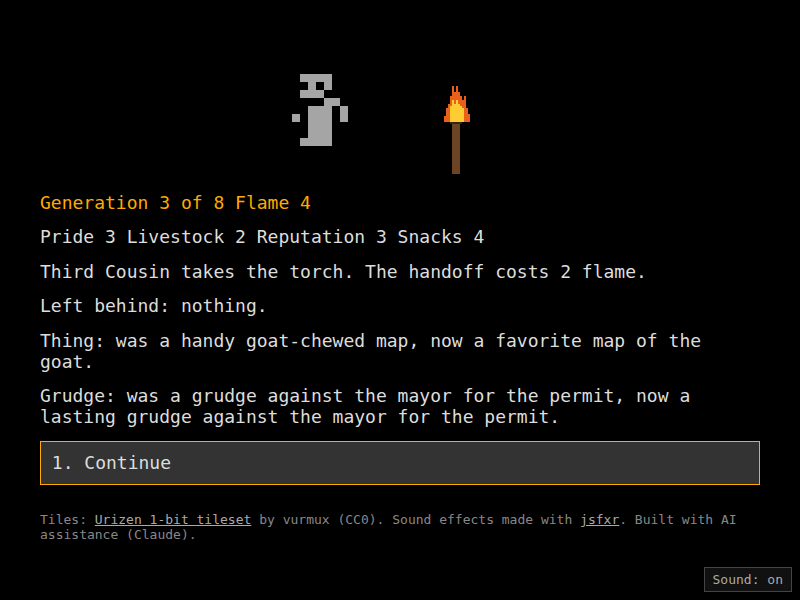 Generation 3 of 8 Flame 4
Pride 3 Livestock 2 Reputation 3 Snacks 4
Third Cousin takes the torch. The handoff costs 2 flame.
Left behind: nothing.
Thing: was a handy goat-chewed map, now a favorite map of the
goat.
Grudge: was a grudge against the mayor for the permit, now a
lasting grudge against the mayor for the permit.
1. Continue
Tiles: Urizen 1-bit tileset by vurmux (CC0). Sound effects made with jsfxr. Built with AI
assistance (Claude).
Sound: on